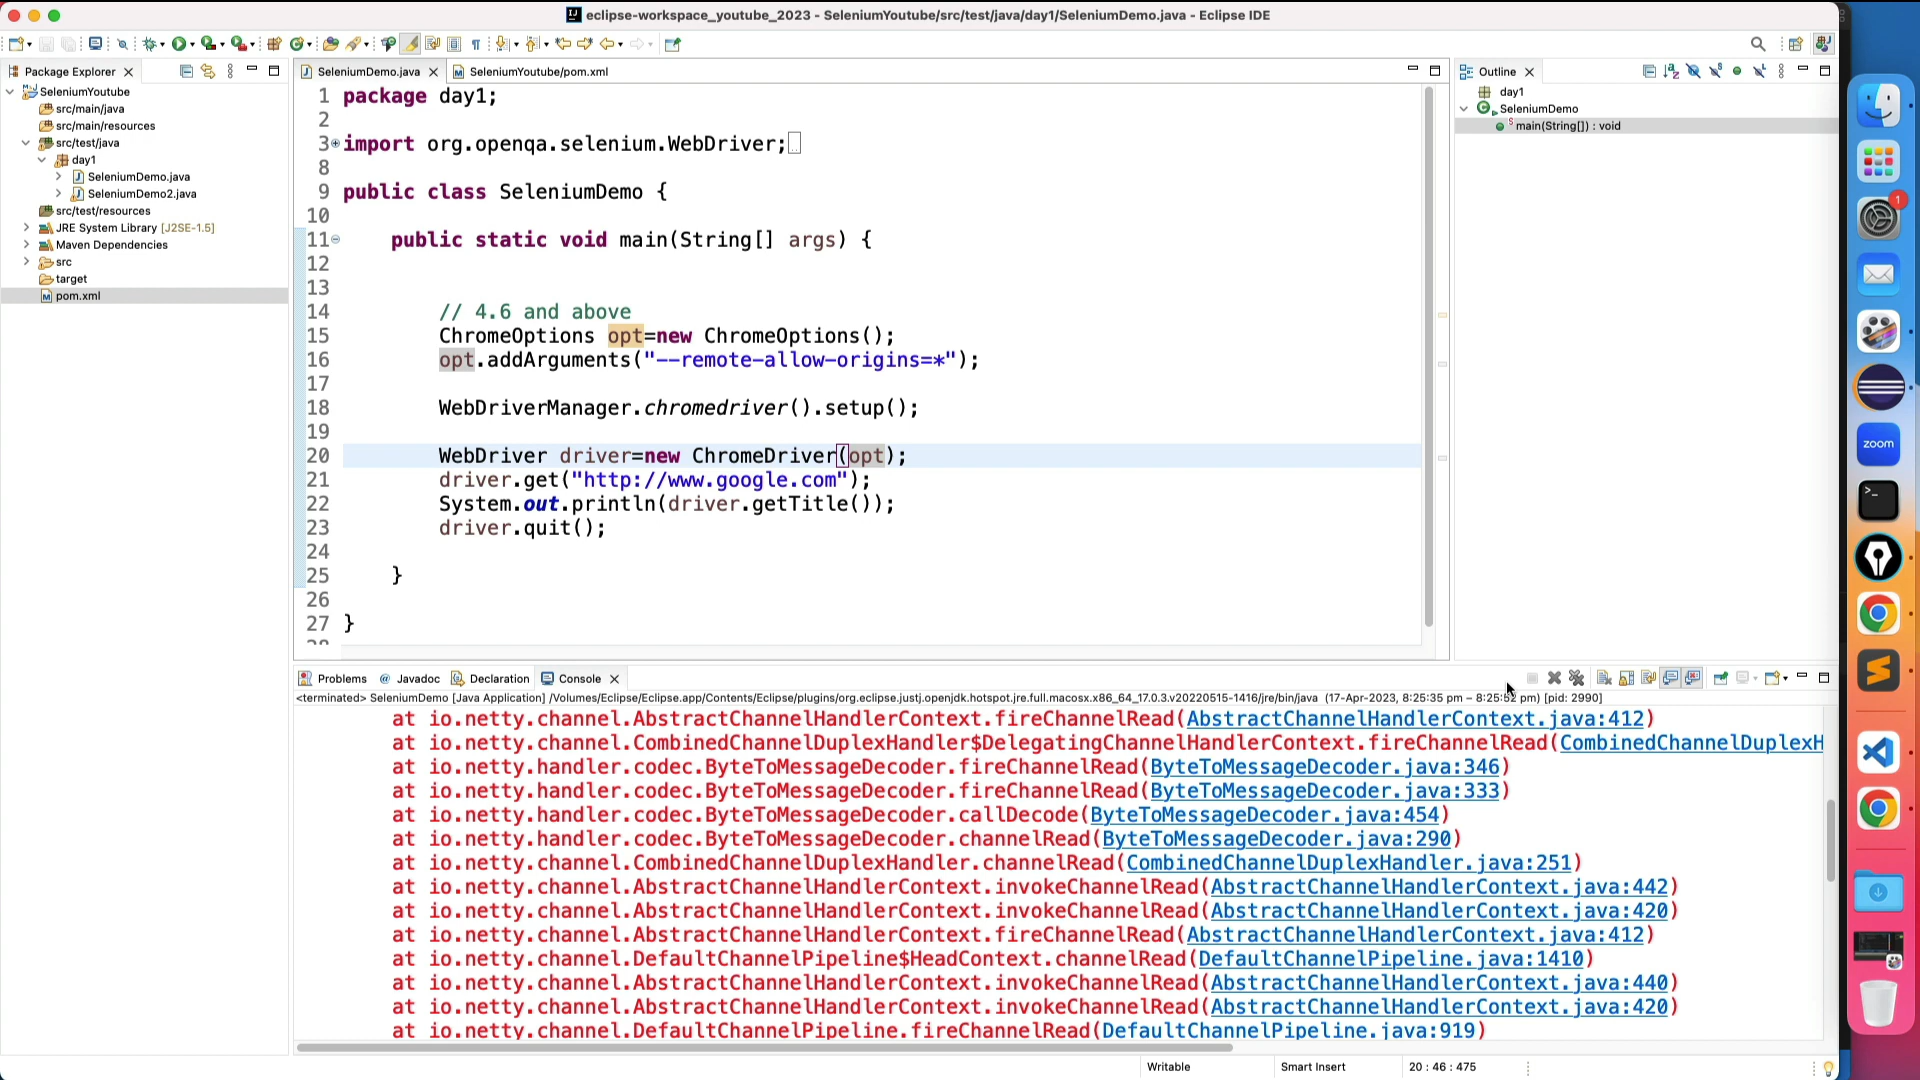 eclipse-workspace_youtube_2023 - SeleniumYoutube/src/test/java/day1/SeleniumDemo.java - Eclipse IDE
Package Explorer
SeleniumYoutube
src/main/java
src/main/resources
src/test/java
day1
SeleniumDemo.java
SeleniumDemo2.java
src/test/resources
JRE System Library [J2SE-1.5]
Maven Dependencies
src
target
pom.xml
SeleniumDemo.java
SeleniumYoutube/pom.xml
1 package day1;
2
3 import org.openqa.selenium.WebDriver;
8
9 public class SeleniumDemo {
10
11 public static void main(String[] args) {
12
13
14 // 4.6 and above
15 ChromeOptions opt=new ChromeOptions();
16 opt.addArguments("--remote-allow-origins=*");
17
18 WebDriverManager.chromedriver().setup();
19
20 WebDriver driver=new ChromeDriver(opt);
21 driver.get("http://www.google.com");
22 System.out.println(driver.getTitle());
23 driver.quit();
24
25 }
26
27 }
Outline
day1
SeleniumDemo
main(String[]) : void
Problems
Javadoc
Declaration
Console
<terminated> SeleniumDemo [Java Application] /Volumes/Eclipse/Eclipse.app/Contents/Eclipse/plugins/org.eclipse.justj.openjdk.hotspot.jre.full.macosx.x86_64_17.0.3.v20220515-1416/jre/bin/java (17-Apr-2023, 8:25:35 pm – 8:25:52 pm) [pid: 2990]
at io.netty.channel.AbstractChannelHandlerContext.fireChannelRead(AbstractChannelHandlerContext.java:412)
at io.netty.channel.CombinedChannelDuplexHandler$DelegatingChannelHandlerContext.fireChannelRead(CombinedChannelDuplexH
at io.netty.handler.codec.ByteToMessageDecoder.fireChannelRead(ByteToMessageDecoder.java:346)
at io.netty.handler.codec.ByteToMessageDecoder.fireChannelRead(ByteToMessageDecoder.java:333)
at io.netty.handler.codec.ByteToMessageDecoder.callDecode(ByteToMessageDecoder.java:454)
at io.netty.handler.codec.ByteToMessageDecoder.channelRead(ByteToMessageDecoder.java:290)
at io.netty.channel.CombinedChannelDuplexHandler.channelRead(CombinedChannelDuplexHandler.java:251)
at io.netty.channel.AbstractChannelHandlerContext.invokeChannelRead(AbstractChannelHandlerContext.java:442)
at io.netty.channel.AbstractChannelHandlerContext.invokeChannelRead(AbstractChannelHandlerContext.java:420)
at io.netty.channel.AbstractChannelHandlerContext.fireChannelRead(AbstractChannelHandlerContext.java:412)
at io.netty.channel.DefaultChannelPipeline$HeadContext.channelRead(DefaultChannelPipeline.java:1410)
at io.netty.channel.AbstractChannelHandlerContext.invokeChannelRead(AbstractChannelHandlerContext.java:440)
at io.netty.channel.AbstractChannelHandlerContext.invokeChannelRead(AbstractChannelHandlerContext.java:420)
at io.netty.channel.DefaultChannelPipeline.fireChannelRead(DefaultChannelPipeline.java:919)
Writable
Smart Insert
20 : 46 : 475
1
zoom